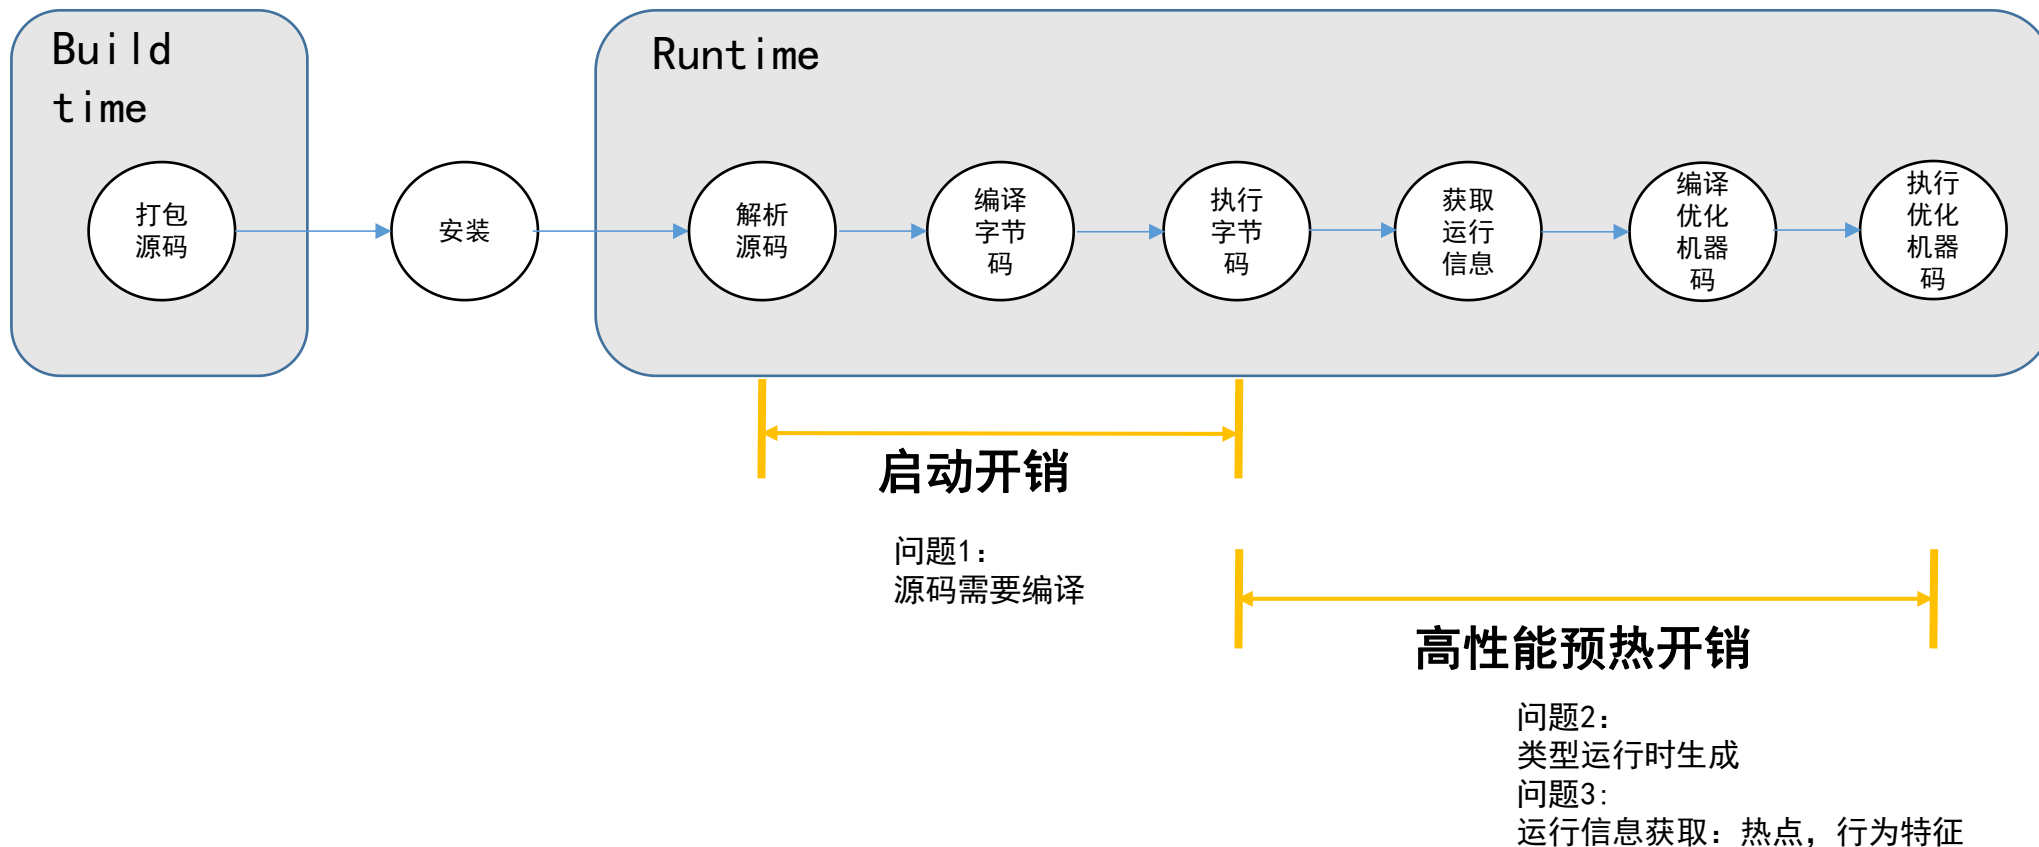 Build
time
Runtime
打包
源码
安装
解析
源码
编译
字节
码
执行
字节
码
获取
运行
信息
编译
优化
机器
码
执行
优化
机器
码
启动开销
问题1：
源码需要编译
高性能预热开销
问题2：
类型运行时生成
问题3:
运行信息获取：热点，行为特征